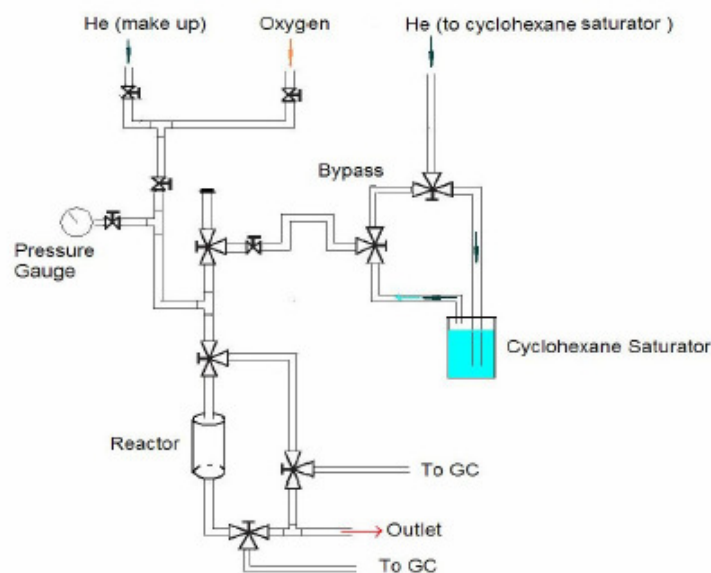 He (make up)
Oxygen
He (to cyclohexane saturator )
Bypass
Pressure
Gauge
Cyclohexane Saturator
Reactor
To GC
Outlet
To GC